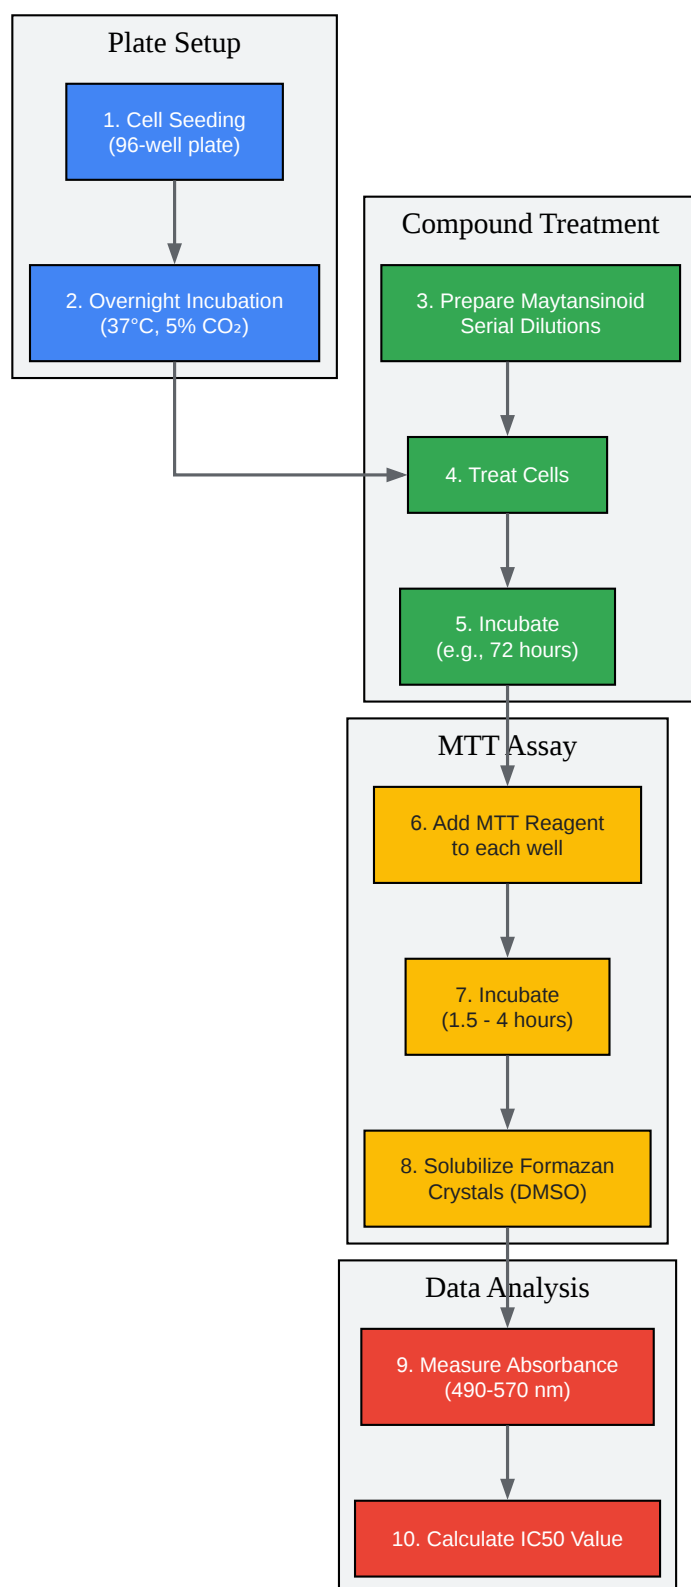 Plate Setup
1. Cell Seeding
(96-well plate)
2. Overnight Incubation
(37°C, 5% CO₂)
Compound Treatment
3. Prepare Maytansinoid
Serial Dilutions
4. Treat Cells
5. Incubate
(e.g., 72 hours)
MTT Assay
6. Add MTT Reagent
to each well
7. Incubate
(1.5 - 4 hours)
8. Solubilize Formazan
Crystals (DMSO)
Data Analysis
9. Measure Absorbance
(490-570 nm)
10. Calculate IC50 Value